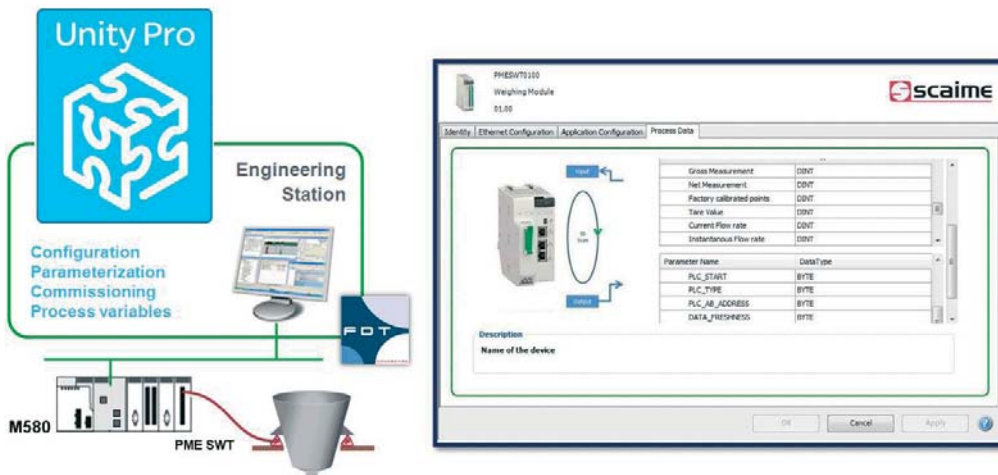 Unity Pro
Engineering
Station
Configuration
Parameterization
Commissioning
Process variables
FDT
M580
PME SWT
PMESWT0100
Weighing Module
01.00
scaime
Identity
Ethernet Configuration
Application Configuration
Process Data
Input
Output
Gross Measurement DINT
Net Measurement DINT
Factory calibrated points DINT
Tare Value DINT
Current Flow rate DINT
Instantanous Flow rate DINT
Parameter Name DataType
PLC_START BYTE
PLC_TYPE BYTE
PLC_AB_ADDRESS BYTE
DATA_FRESHNESS BYTE
Description
Name of the device
OK
Cancel
Apply
?